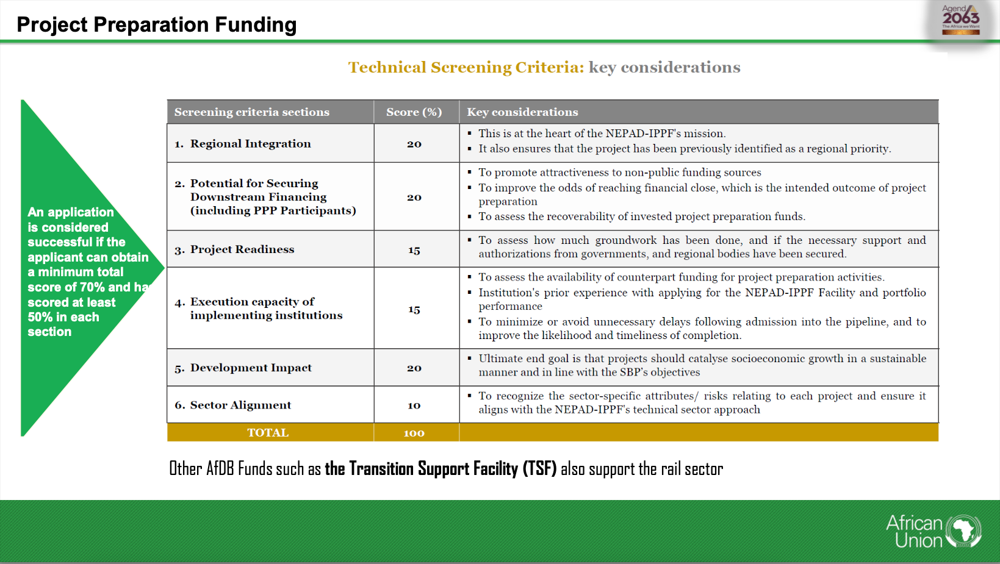 Project Preparation Funding
Agend
2063
The Africa we Want
Technical Screening Criteria: key considerations
An application
is considered
successful if the
applicant can obtain
a minimum total
score of 70% and has
scored at least
50% in each
section
Screening criteria sections Score (%) Key considerations
1. Regional Integration 20
▪ This is at the heart of the NEPAD-IPPF's mission.
▪ It also ensures that the project has been previously identified as a regional priority.
2. Potential for Securing
Downstream Financing
(including PPP Participants)
20
▪ To promote attractiveness to non-public funding sources
▪ To improve the odds of reaching financial close, which is the intended outcome of project
preparation
▪ To assess the recoverability of invested project preparation funds.
3. Project Readiness 15
▪ To assess how much groundwork has been done, and if the necessary support and
authorizations from governments, and regional bodies have been secured.
4. Execution capacity of
implementing institutions
15
▪ To assess the availability of counterpart funding for project preparation activities.
▪ Institution's prior experience with applying for the NEPAD-IPPF Facility and portfolio
performance
▪ To minimize or avoid unnecessary delays following admission into the pipeline, and to
improve the likelihood and timeliness of completion.
5. Development Impact 20
▪ Ultimate end goal is that projects should catalyse socioeconomic growth in a sustainable
manner and in line with the SBP's objectives
6. Sector Alignment 10
▪ To recognize the sector-specific attributes/ risks relating to each project and ensure it
aligns with the NEPAD-IPPF's technical sector approach
TOTAL 100
Other AfDB Funds such as the Transition Support Facility (TSF) also support the rail sector
African
Union